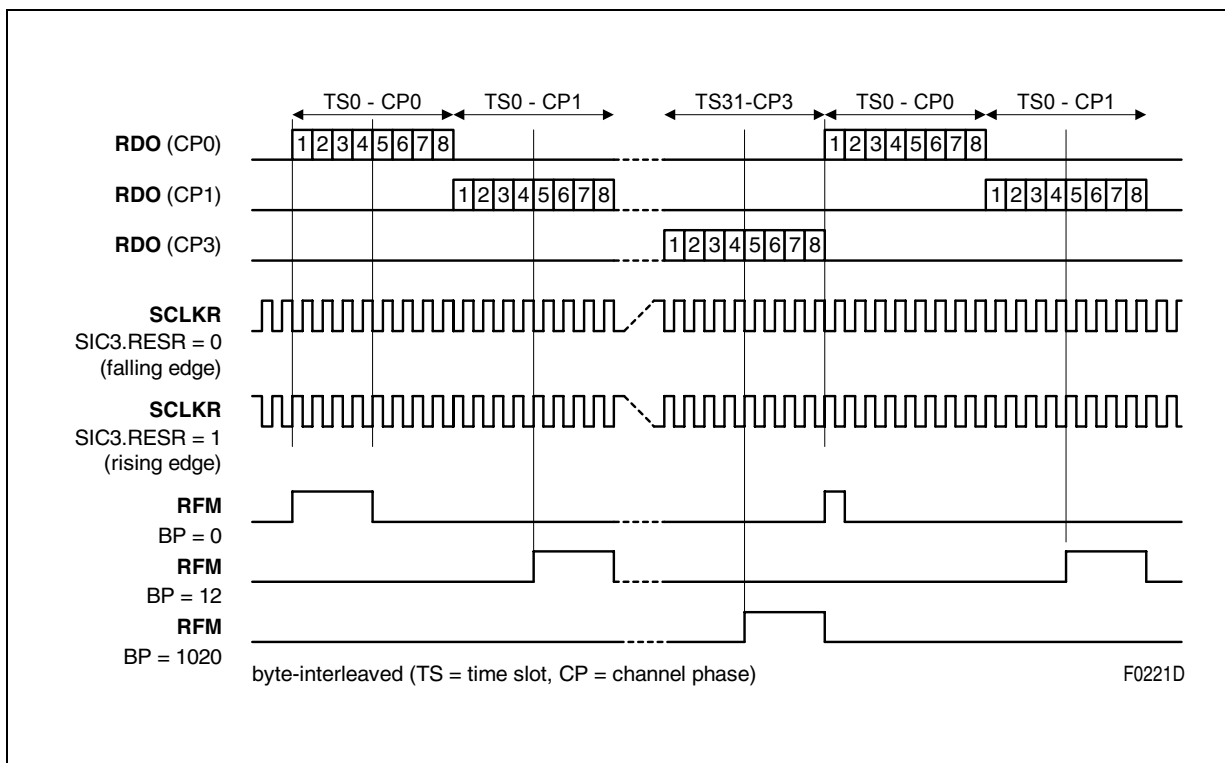 TS0 - CP0 TS0 - CP1 TS31-CP3 TS0 - CP0 TS0 - CP1
RDO (CP0) 1 2 3 4 5 6 7 8 1 2 3 4 5 6 7 8
RDO (CP1) 1 2 3 4 5 6 7 8 1 2 3 4 5 6 7 8
RDO (CP3) 1 2 3 4 5 6 7 8
SCLKR
SIC3.RESR = 0
(falling edge)
SCLKR
SIC3.RESR = 1
(rising edge)
RFM
BP = 0
RFM
BP = 12
RFM
BP = 1020
byte-interleaved (TS = time slot, CP = channel phase) F0221D